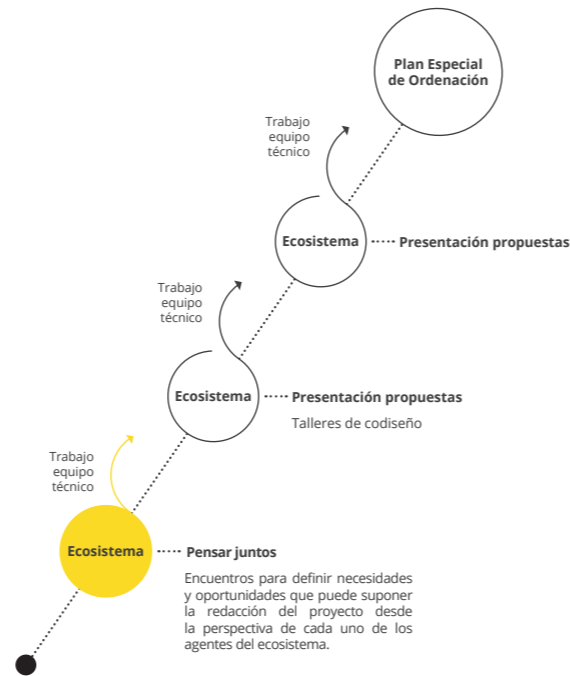 Plan Especial
de Ordenación
Trabajo
equipo
técnico
Ecosistema
Presentación propuestas
Trabajo
equipo
técnico
Ecosistema
Presentación propuestas
Talleres de codiseño
Trabajo
equipo
técnico
Ecosistema
Pensar juntos
Encuentros para definir necesidades
y oportunidades que puede suponer
la redacción del proyecto desde
la perspectiva de cada uno de los
agentes del ecosistema.